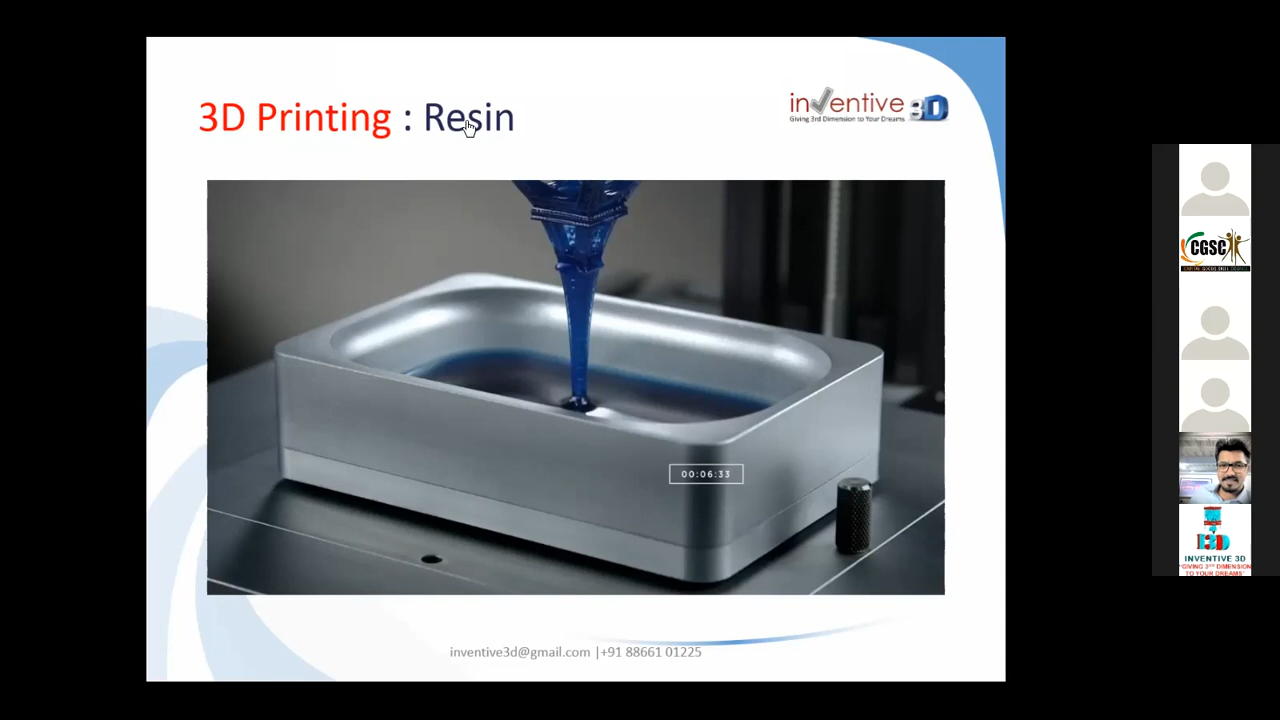 3D Printing : Resin
inventive 3D
Giving 3rd Dimension to Your Dreams
00:06:33
inventive3d@gmail.com |+91 88661 01225
CGSC
I3D
INVENTIVE 3D
"GIVING 3RD DIMENSION
TO YOUR DREAMS"